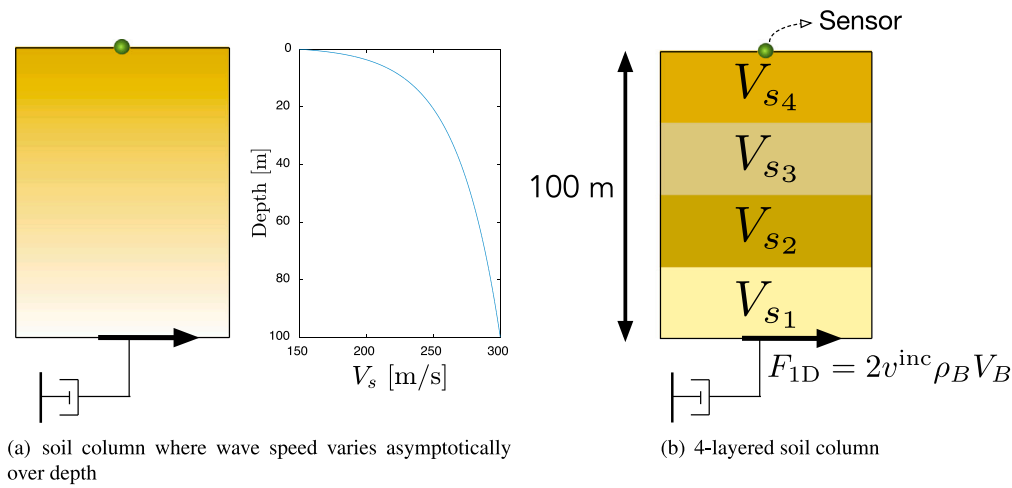 0
20
40
60
80
100
Depth [m]
150 200 250 300
V_s [m/s]
Sensor
100 m
V_{s_4}
V_{s_3}
V_{s_2}
V_{s_1}
F_{1D} = 2v^{inc}ρ_B V_B
(a) soil column where wave speed varies asymptotically
over depth
(b) 4-layered soil column